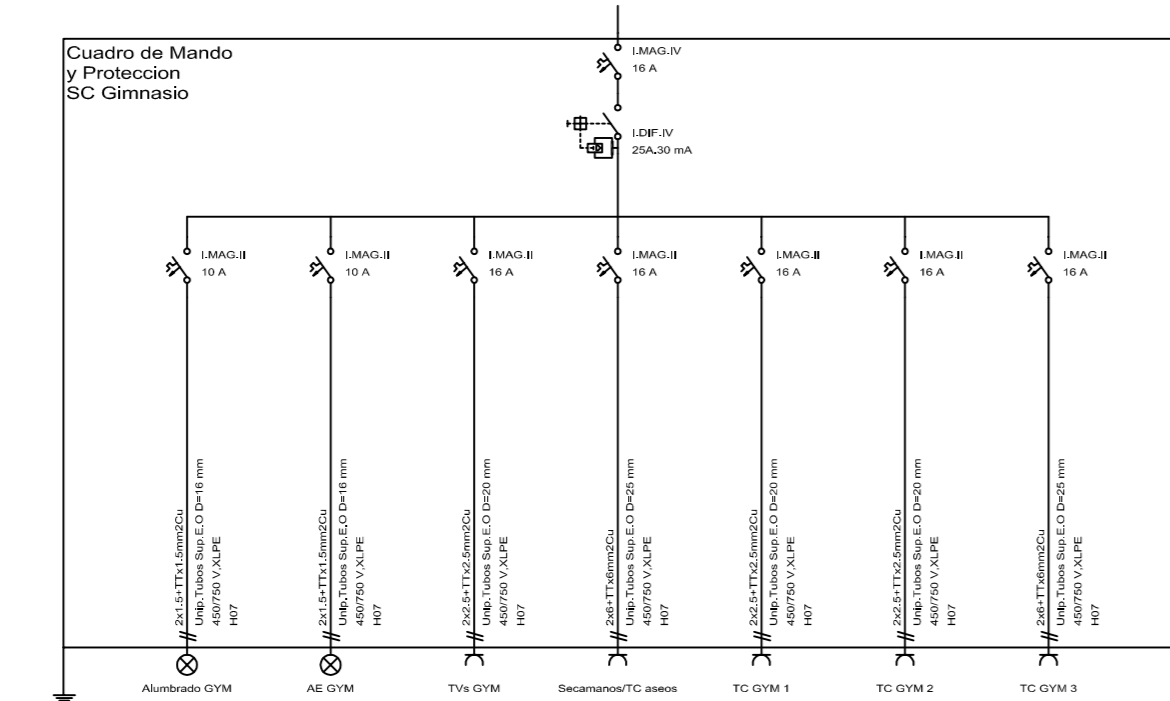 Cuadro de Mando
y Proteccion
SC Gimnasio
I.MAG.IV
16 A
I.DIF.IV
25A.30 mA
I.MAG.II
10 A
I.MAG.II
10 A
I.MAG.II
16 A
I.MAG.II
16 A
I.MAG.II
16 A
I.MAG.II
16 A
I.MAG.II
16 A
2x1.5+TTx1.5mm2Cu
Unip.Tubos Sup.E.O D=16 mm
450/750 V,XLPE
H07
2x1.5+TTx1.5mm2Cu
Unip.Tubos Sup.E.O D=16 mm
450/750 V,XLPE
H07
2x2.5+TTx2.5mm2Cu
Unip.Tubos Sup.E.O D=20 mm
450/750 V,XLPE
H07
2x6+TTx6mm2Cu
Unip.Tubos Sup.E.O D=25 mm
450/750 V,XLPE
H07
2x2.5+TTx2.5mm2Cu
Unip.Tubos Sup.E.O D=20 mm
450/750 V,XLPE
H07
2x2.5+TTx2.5mm2Cu
Unip.Tubos Sup.E.O D=20 mm
450/750 V,XLPE
H07
2x6+TTx6mm2Cu
Unip.Tubos Sup.E.O D=25 mm
450/750 V,XLPE
H07
Alumbrado GYM
AE GYM
TVs GYM
Secamanos/TC aseos
TC GYM 1
TC GYM 2
TC GYM 3